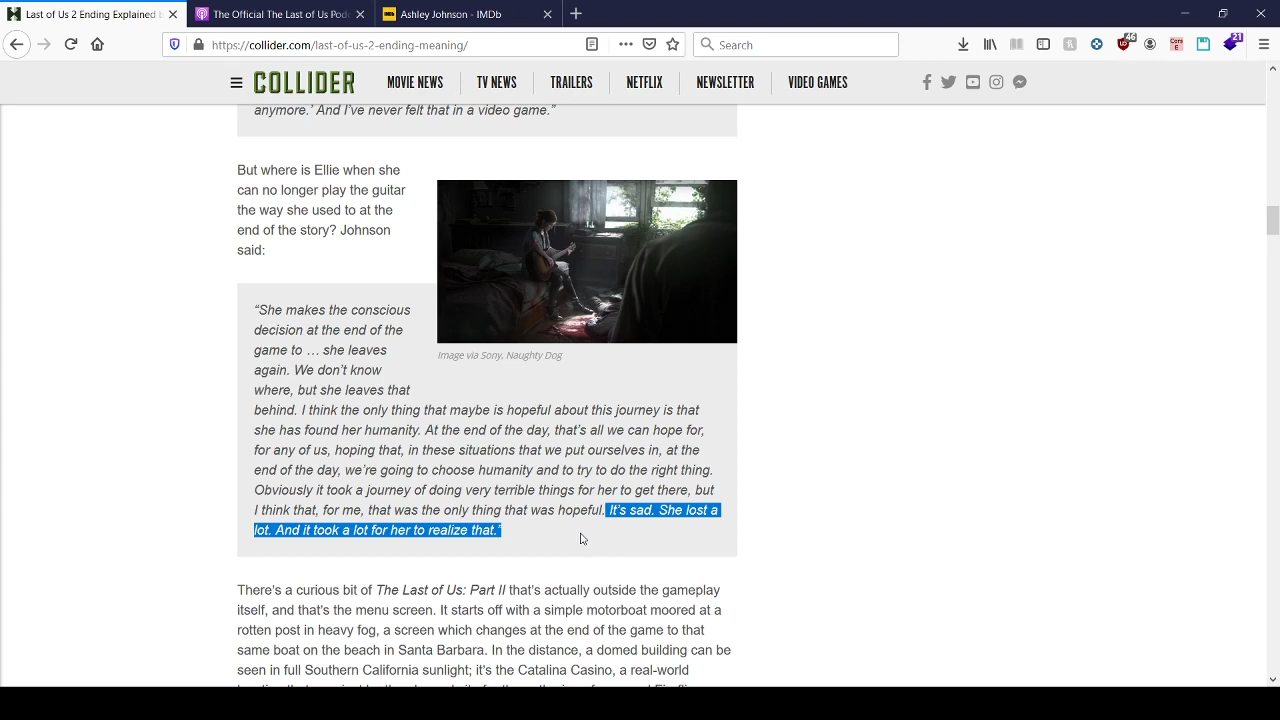 Last of Us 2 Ending Explained b
The Official The Last of Us Pod
Ashley Johnson - IMDb
https://collider.com/last-of-us-2-ending-meaning/
Search
46
21
COLLIDER
MOVIE NEWS
TV NEWS
TRAILERS
NETFLIX
NEWSLETTER
VIDEO GAMES
anymore.’ And I’ve never felt that in a video game.”
But where is Ellie when she
can no longer play the guitar
the way she used to at the
end of the story? Johnson
said:
Image via Sony, Naughty Dog
“She makes the conscious
decision at the end of the
game to … she leaves
again. We don’t know
where, but she leaves that
behind. I think the only thing that maybe is hopeful about this journey is that
she has found her humanity. At the end of the day, that’s all we can hope for,
for any of us, hoping that, in these situations that we put ourselves in, at the
end of the day, we’re going to choose humanity and to try to do the right thing.
Obviously it took a journey of doing very terrible things for her to get there, but
I think that, for me, that was the only thing that was hopeful. It’s sad. She lost a
lot. And it took a lot for her to realize that.”
There's a curious bit of The Last of Us: Part II that's actually outside the gameplay
itself, and that's the menu screen. It starts off with a simple motorboat moored at a
rotten post in heavy fog, a screen which changes at the end of the game to that
same boat on the beach in Santa Barbara. In the distance, a domed building can be
seen in full Southern California sunlight; it's the Catalina Casino, a real-world